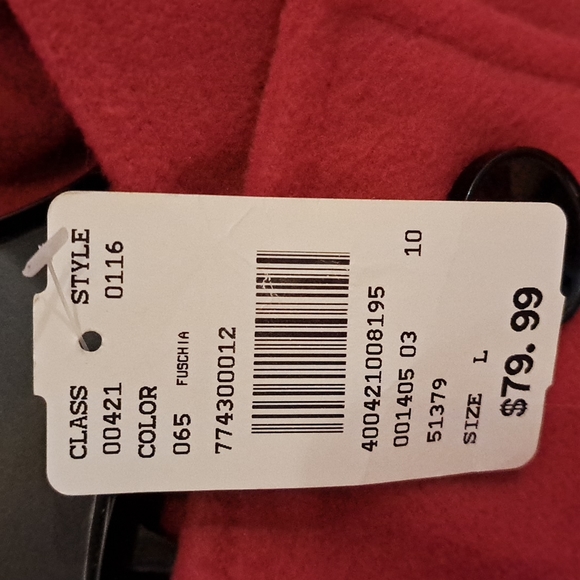 CLASS STYLE
00421 0116
COLOR
065 FUSCHIA
774300012
400421008195
001405 03 10
51379
SIZE L
$79.99